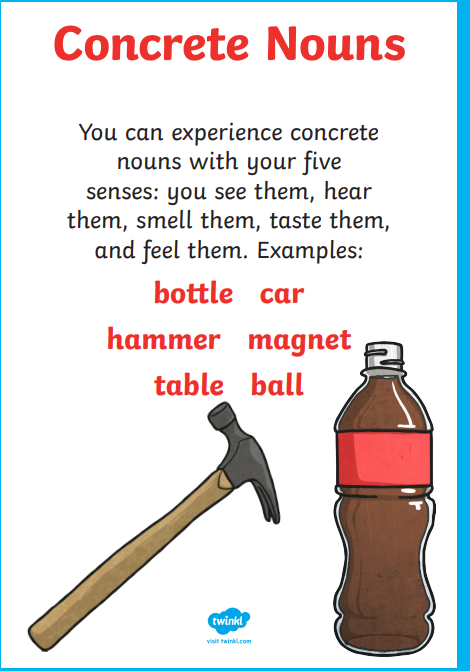 Concrete Nouns
You can experience concrete
nouns with your five
senses: you see them, hear
them, smell them, taste them,
and feel them. Examples:
bottle car
hammer magnet
table ball
twinkl
visit twinkl.com